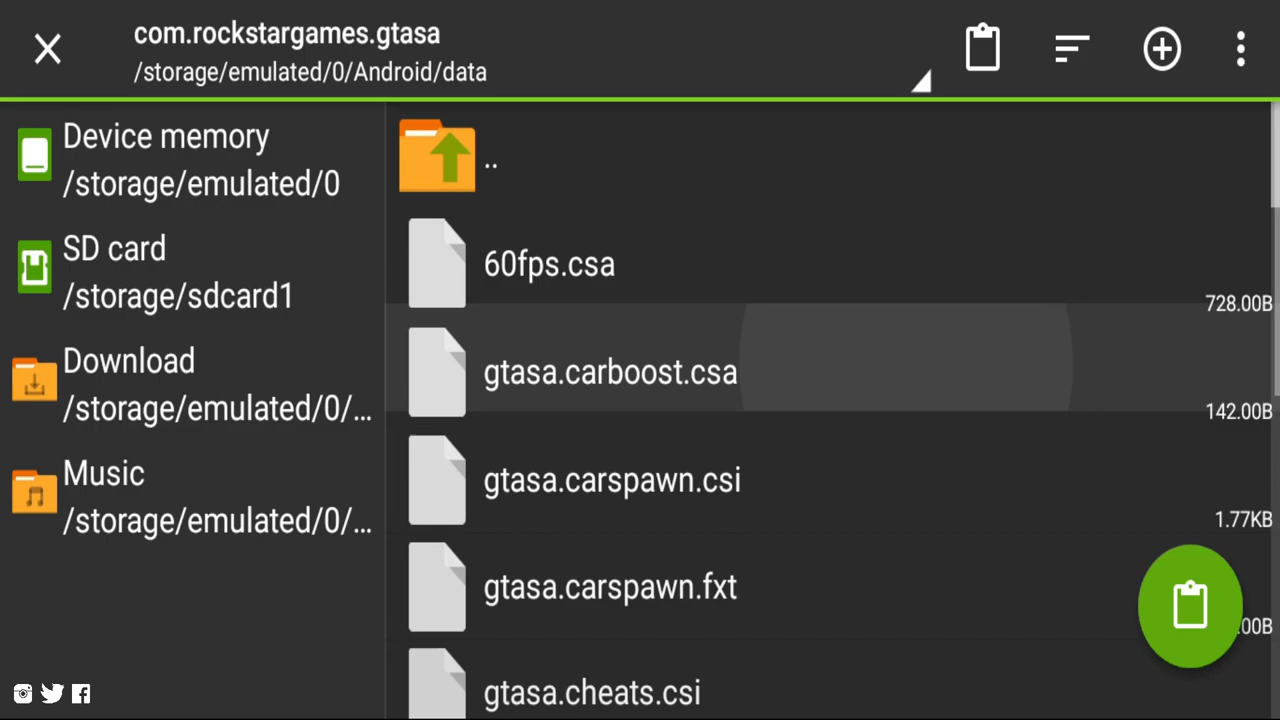 com.rockstargames.gtasa
/storage/emulated/0/Android/data
Device memory
/storage/emulated/0
SD card
/storage/sdcard1
Download
/storage/emulated/0/...
Music
/storage/emulated/0/...
..
60fps.csa
728.00B
gtasa.carboost.csa
142.00B
gtasa.carspawn.csi
1.77KB
gtasa.carspawn.fxt
.00B
gtasa.cheats.csi